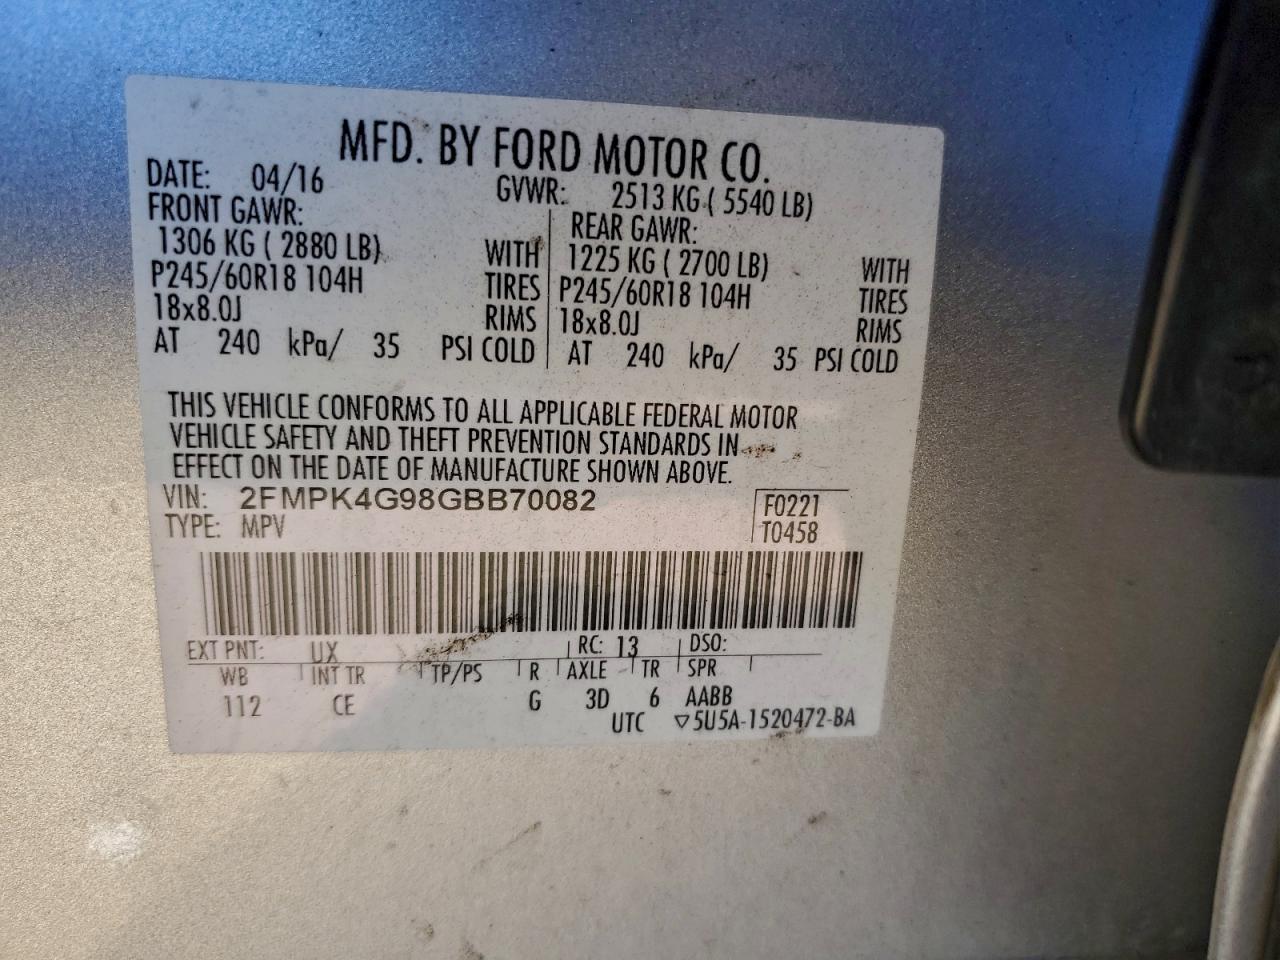 MFD. BY FORD MOTOR CO.
DATE: 04/16 GVWR: 2513 KG ( 5540 LB)
FRONT GAWR: REAR GAWR:
1306 KG ( 2880 LB) WITH 1225 KG ( 2700 LB) WITH
P245/60R18 104H TIRES P245/60R18 104H TIRES
18x8.0J RIMS 18x8.0J RIMS
AT 240 kPa/ 35 PSI COLD AT 240 kPa/ 35 PSI COLD
THIS VEHICLE CONFORMS TO ALL APPLICABLE FEDERAL MOTOR
VEHICLE SAFETY AND THEFT PREVENTION STANDARDS IN
EFFECT ON THE DATE OF MANUFACTURE SHOWN ABOVE.
VIN: 2FMPK4G98GBB70082 F0221
TYPE: MPV T0458
EXT PNT: UX RC: 13 DSO:
WB INT TR TP/PS R AXLE TR SPR
112 CE G 3D 6 AABB
UTC ▽5U5A-1520472-BA